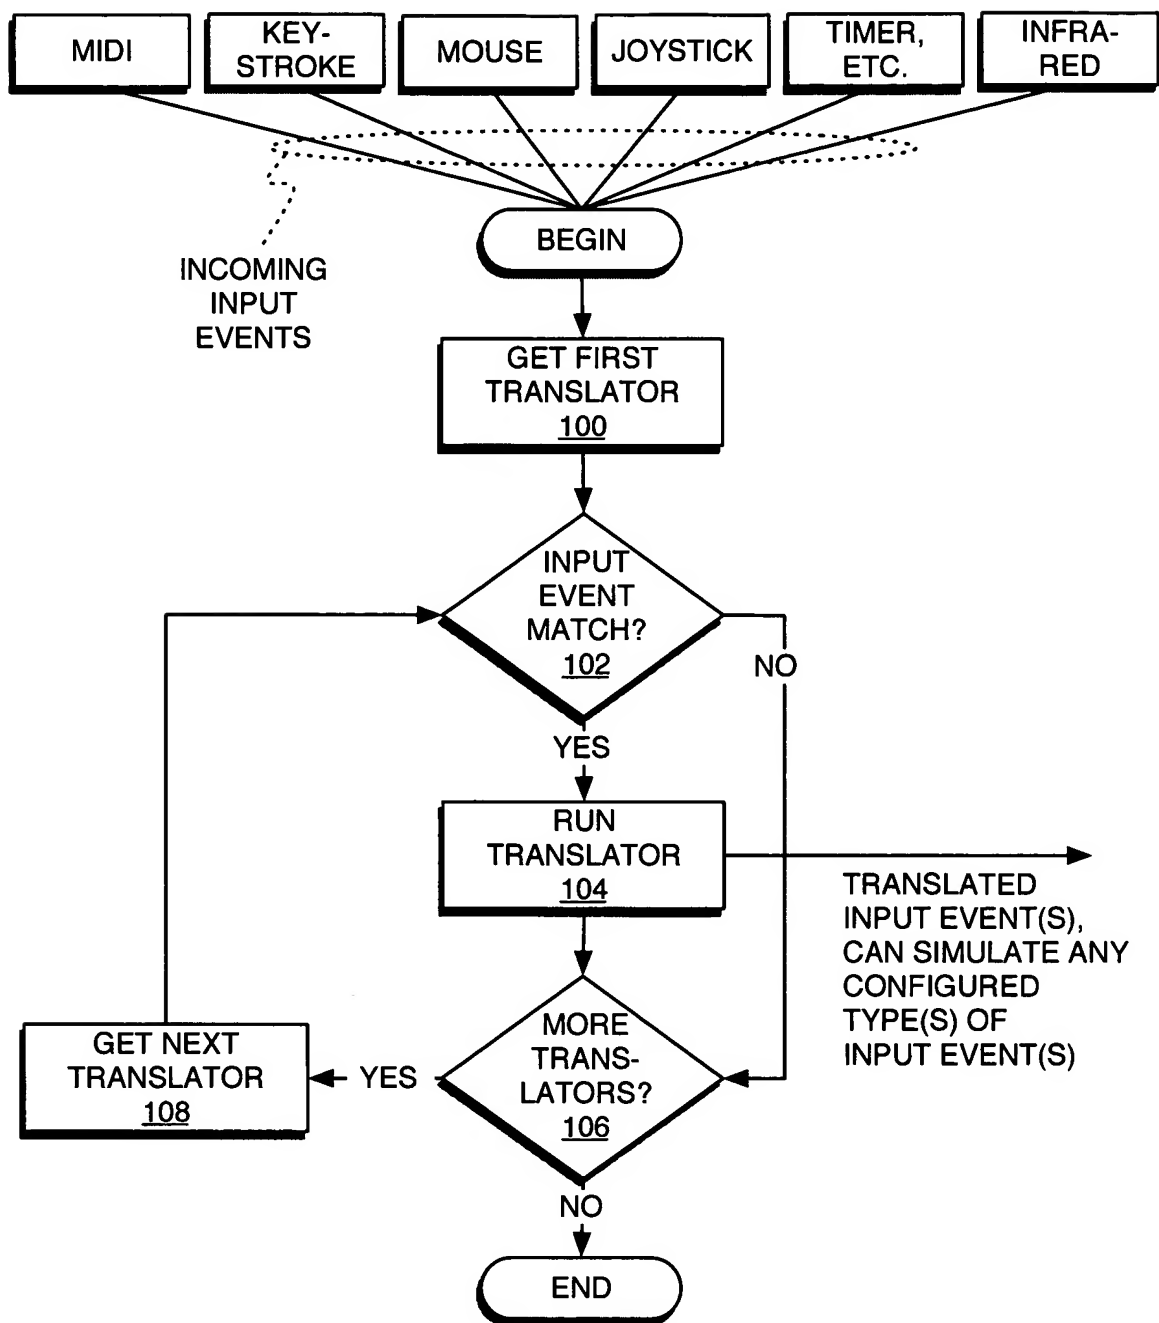 MIDI
KEY-
STROKE
MOUSE
JOYSTICK
TIMER,
ETC.
INFRA-
RED
BEGIN
INCOMING
INPUT
EVENTS
GET FIRST
TRANSLATOR
100
INPUT
EVENT
MATCH?
102
NO
YES
RUN
TRANSLATOR
104
TRANSLATED
INPUT EVENT(S),
CAN SIMULATE ANY
CONFIGURED
TYPE(S) OF
INPUT EVENT(S)
MORE
TRANS-
LATORS?
106
YES
GET NEXT
TRANSLATOR
108
NO
END